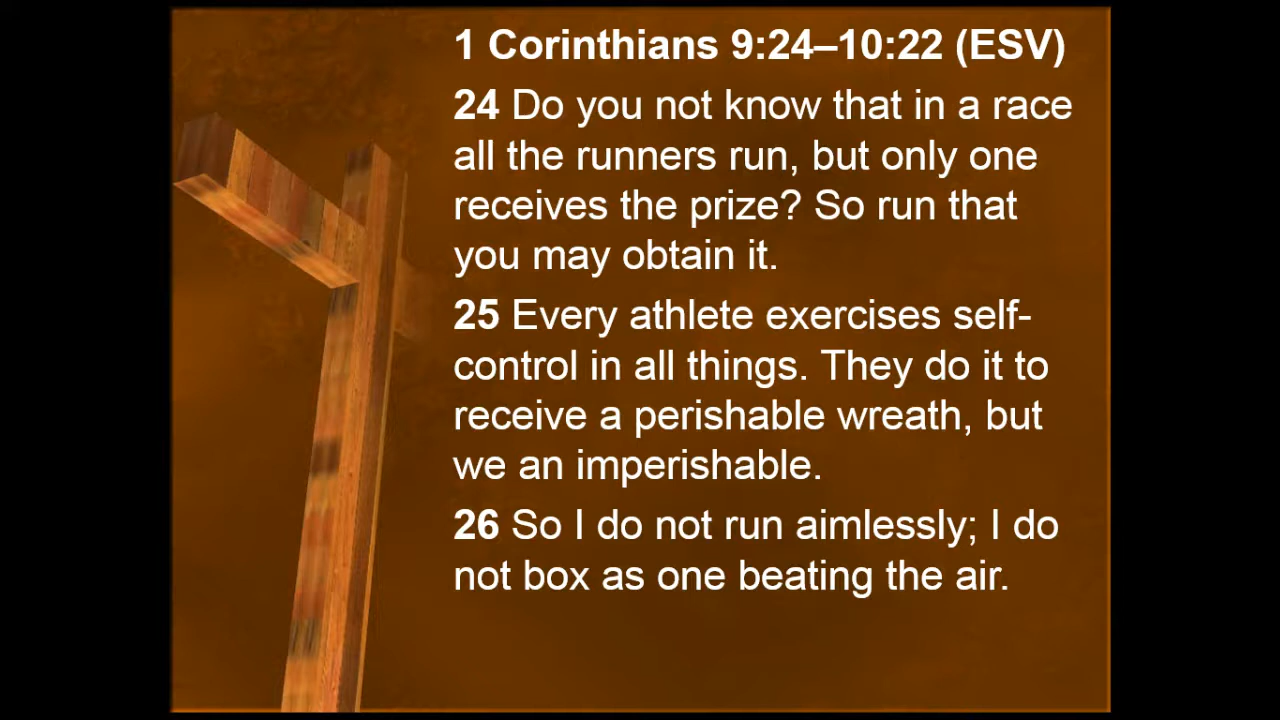 1 Corinthians 9:24–10:22 (ESV)
24 Do you not know that in a race
all the runners run, but only one
receives the prize? So run that
you may obtain it.
25 Every athlete exercises self-
control in all things. They do it to
receive a perishable wreath, but
we an imperishable.
26 So I do not run aimlessly; I do
not box as one beating the air.